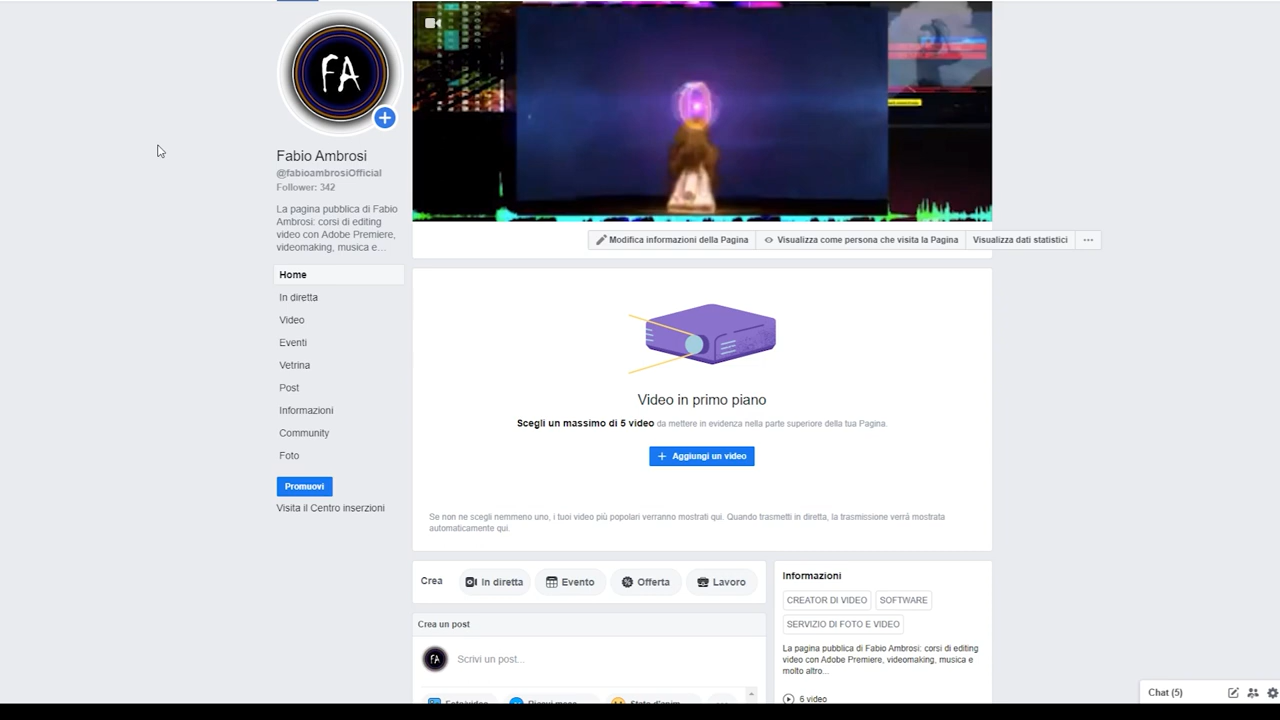 FA
Fabio Ambrosi
@fabioambrosiOfficial
Follower: 342
La pagina pubblica di Fabio
Ambrosi: corsi di editing
video con Adobe Premiere,
videomaking, musica e...
Home
In diretta
Video
Eventi
Vetrina
Post
Informazioni
Community
Foto
Promuovi
Visita il Centro inserzioni
Modifica informazioni della Pagina
Visualizza come persona che visita la Pagina
Visualizza dati statistici
Video in primo piano
Scegli un massimo di 5 video da mettere in evidenza nella parte superiore della tua Pagina.
+ Aggiungi un video
Se non ne scegli nemmeno uno, i tuoi video più popolari verranno mostrati qui. Quando trasmetti in diretta, la trasmissione verrà mostrata
automaticamente qui.
Crea In diretta Evento Offerta Lavoro
Crea un post
FA Scrivi un post...
Informazioni
CREATOR DI VIDEO SOFTWARE
SERVIZIO DI FOTO E VIDEO
La pagina pubblica di Fabio Ambrosi: corsi di editing
video con Adobe Premiere, videomaking, musica e
molto altro...
6 video
Chat (5)